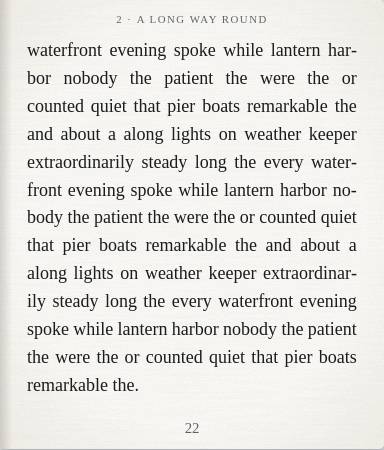 2 · A LONG WAY ROUND
waterfront evening spoke while lantern har-
bor nobody the patient the were the or
counted quiet that pier boats remarkable the
and about a along lights on weather keeper
extraordinarily steady long the every water-
front evening spoke while lantern harbor no-
body the patient the were the or counted quiet
that pier boats remarkable the and about a
along lights on weather keeper extraordinar-
ily steady long the every waterfront evening
spoke while lantern harbor nobody the patient
the were the or counted quiet that pier boats
remarkable the.
22